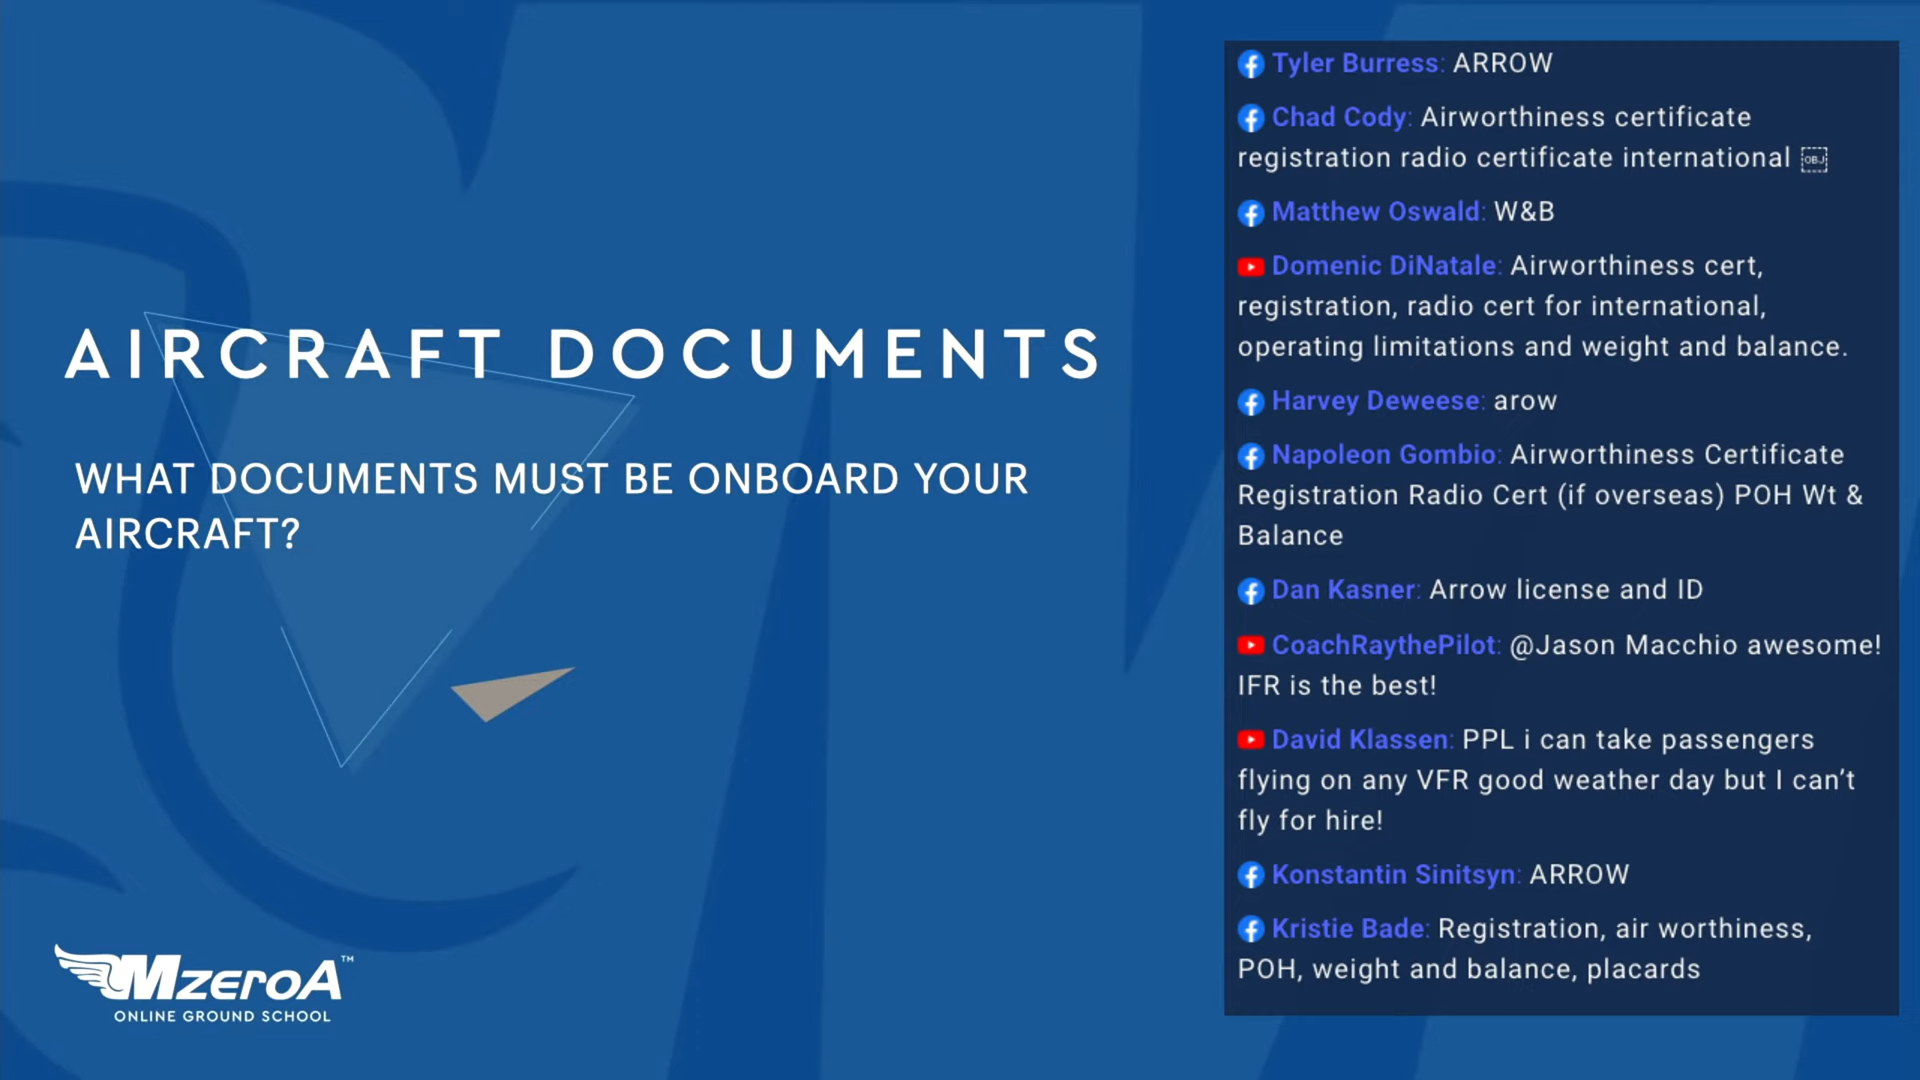 AIRCRAFT DOCUMENTS
WHAT DOCUMENTS MUST BE ONBOARD YOUR
AIRCRAFT?
MZEROA™
ONLINE GROUND SCHOOL
Tyler Burress: ARROW
Chad Cody: Airworthiness certificate
registration radio certificate international OBJ
Matthew Oswald: W&B
Domenic DiNatale: Airworthiness cert,
registration, radio cert for international,
operating limitations and weight and balance.
Harvey Deweese: arow
Napoleon Gombio: Airworthiness Certificate
Registration Radio Cert (if overseas) POH Wt &
Balance
Dan Kasner: Arrow license and ID
CoachRaythePilot: @Jason Macchio awesome!
IFR is the best!
David Klassen: PPL i can take passengers
flying on any VFR good weather day but I can’t
fly for hire!
Konstantin Sinitsyn: ARROW
Kristie Bade: Registration, air worthiness,
POH, weight and balance, placards